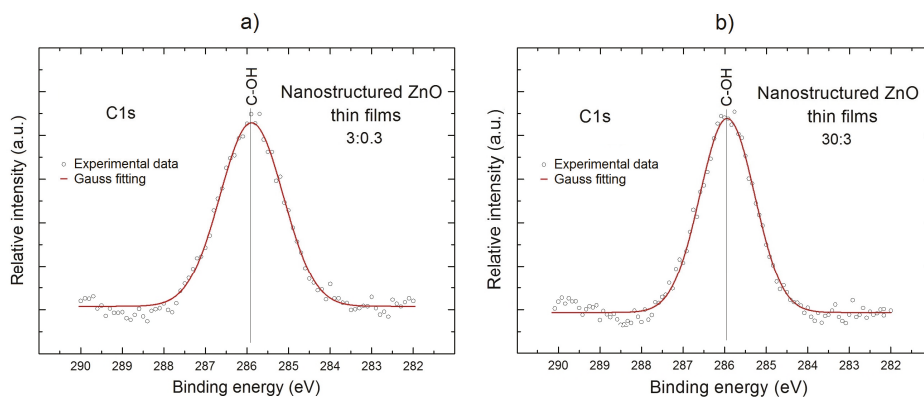 a)
C-OH
C1s
Nanostructured ZnO
thin films
3:0.3
Experimental data
Gauss fitting
Relative intensity (a.u.)
290 289 288 287 286 285 284 283 282
Binding energy (eV)
b)
C-OH
C1s
Nanostructured ZnO
thin films
30:3
Experimental data
Gauss fitting
Relative intensity (a.u.)
290 289 288 287 286 285 284 283 282
Binding energy (eV)